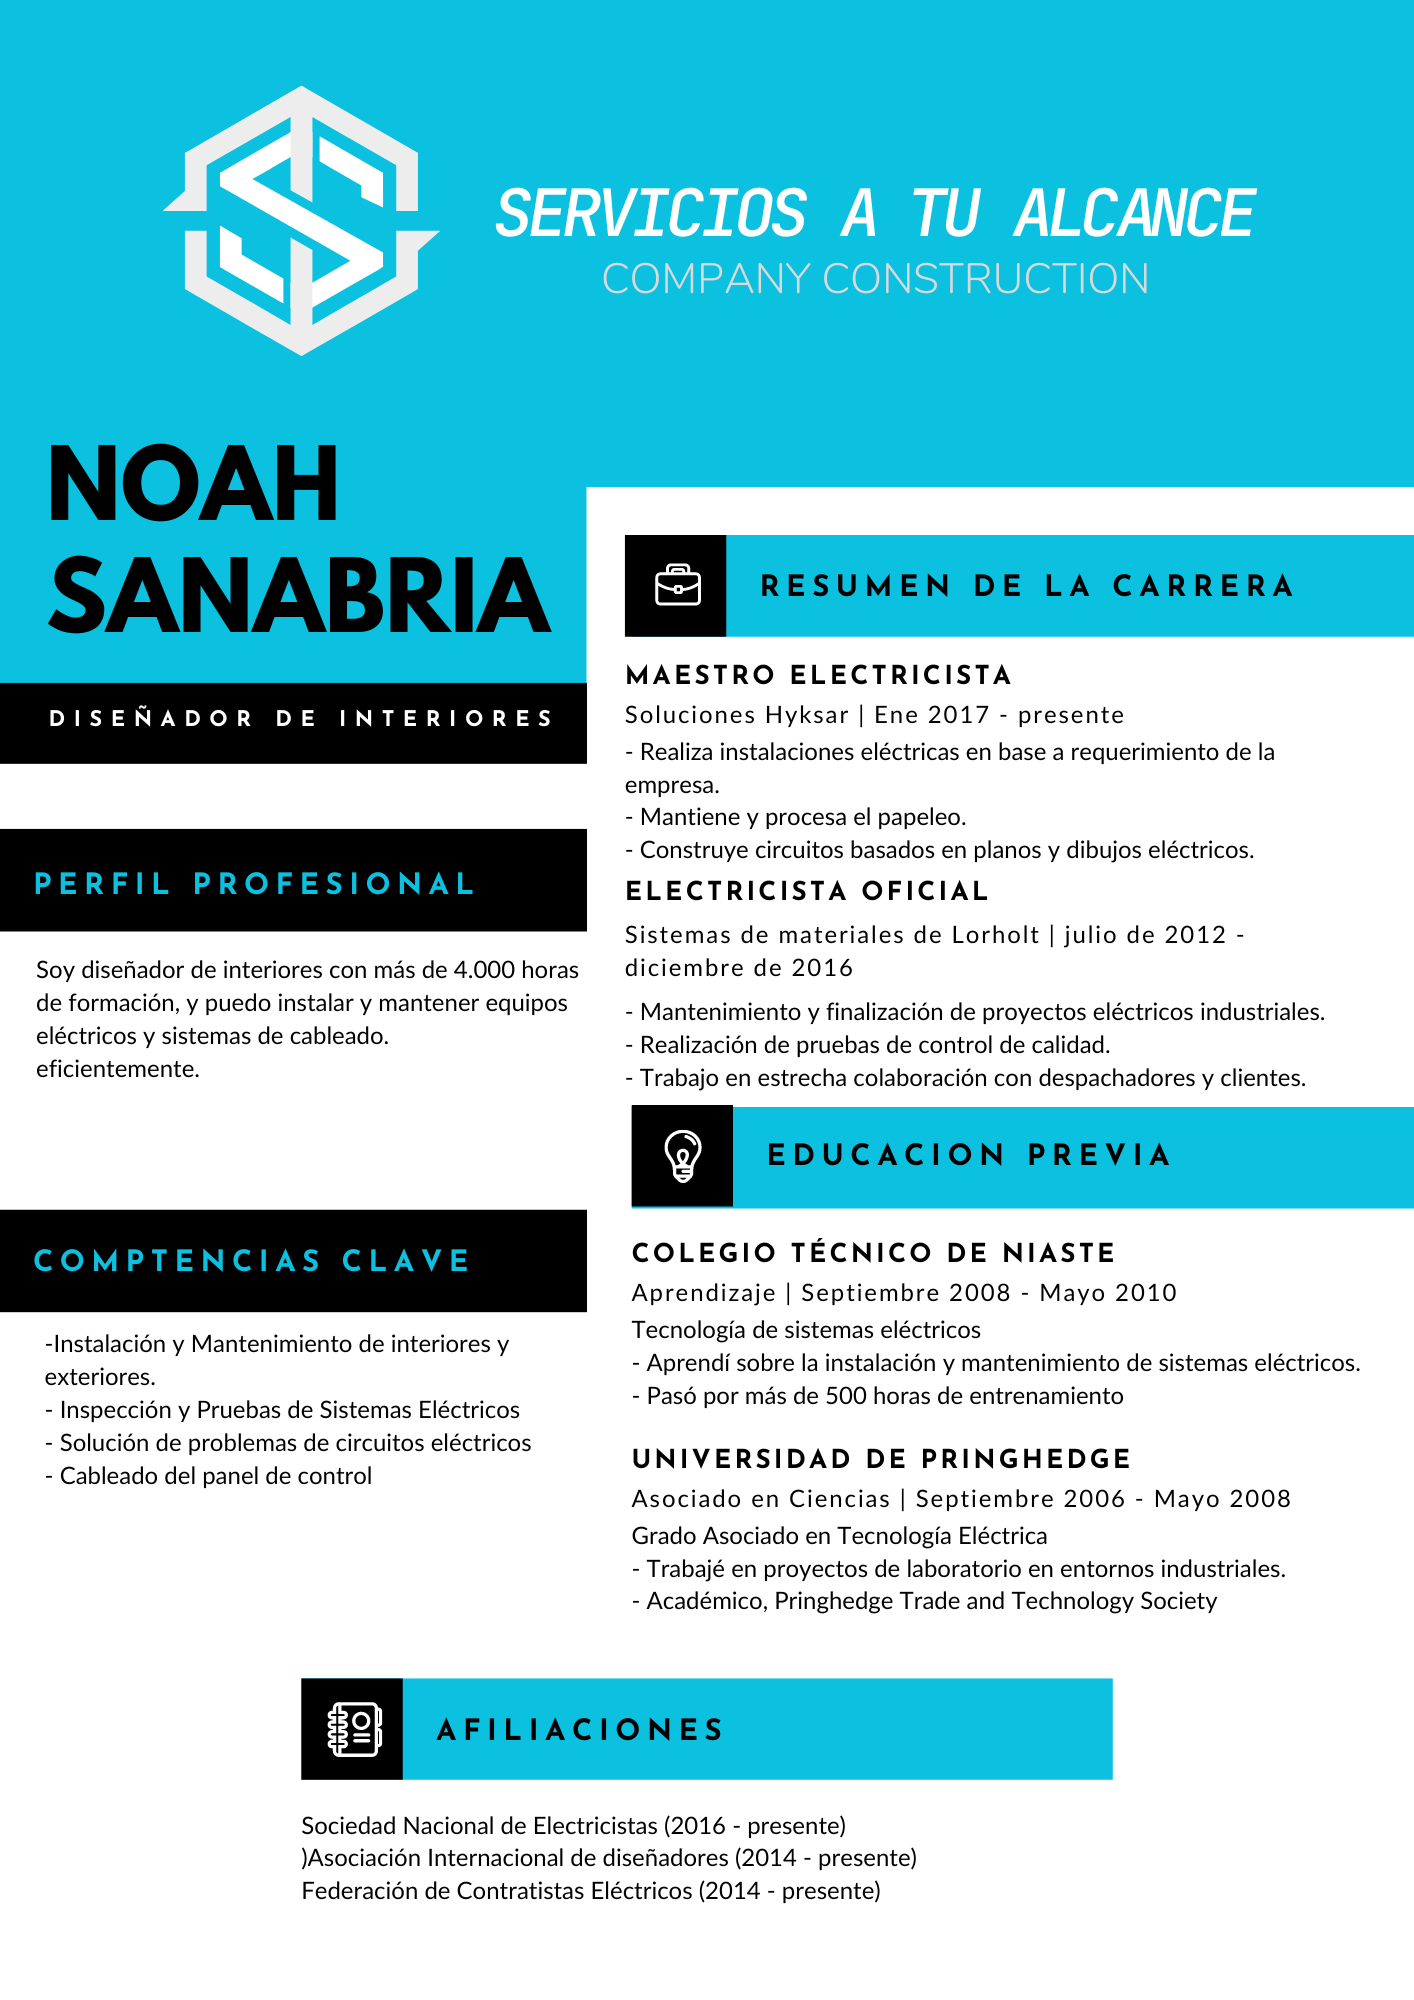 SERVICIOS A TU ALCANCE
COMPANY CONSTRUCTION
NOAH
SANABRIA
DISEÑADOR DE INTERIORES
PERFIL PROFESIONAL
Soy diseñador de interiores con más de 4.000 horas
de formación, y puedo instalar y mantener equipos
eléctricos y sistemas de cableado.
eficientemente.
COMPTENCIAS CLAVE
-Instalación y Mantenimiento de interiores y
exteriores.
- Inspección y Pruebas de Sistemas Eléctricos
- Solución de problemas de circuitos eléctricos
- Cableado del panel de control
RESUMEN DE LA CARRERA
MAESTRO ELECTRICISTA
Soluciones Hyksar | Ene 2017 - presente
- Realiza instalaciones eléctricas en base a requerimiento de la
empresa.
- Mantiene y procesa el papeleo.
- Construye circuitos basados en planos y dibujos eléctricos.
ELECTRICISTA OFICIAL
Sistemas de materiales de Lorholt | julio de 2012 -
diciembre de 2016
- Mantenimiento y finalización de proyectos eléctricos industriales.
- Realización de pruebas de control de calidad.
- Trabajo en estrecha colaboración con despachadores y clientes.
EDUCACION PREVIA
COLEGIO TÉCNICO DE NIASTE
Aprendizaje | Septiembre 2008 - Mayo 2010
Tecnología de sistemas eléctricos
- Aprendí sobre la instalación y mantenimiento de sistemas eléctricos.
- Pasó por más de 500 horas de entrenamiento
UNIVERSIDAD DE PRINGHEDGE
Asociado en Ciencias | Septiembre 2006 - Mayo 2008
Grado Asociado en Tecnología Eléctrica
- Trabajé en proyectos de laboratorio en entornos industriales.
- Académico, Pringhedge Trade and Technology Society
AFILIACIONES
Sociedad Nacional de Electricistas (2016 - presente)
)Asociación Internacional de diseñadores (2014 - presente)
Federación de Contratistas Eléctricos (2014 - presente)